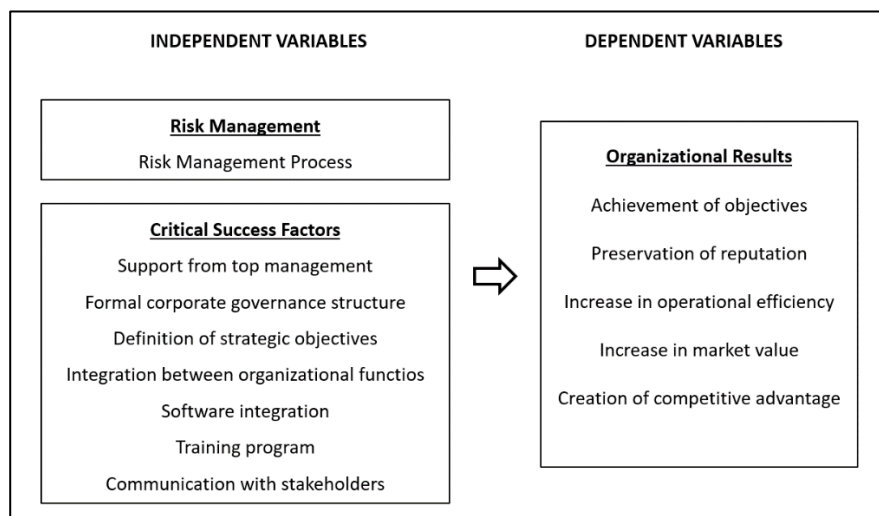 INDEPENDENT VARIABLES
Risk Management
Risk Management Process
Critical Success Factors
Support from top management
Formal corporate governance structure
Definition of strategic objectives
Integration between organizational functios
Software integration
Training program
Communication with stakeholders
DEPENDENT VARIABLES
Organizational Results
Achievement of objectives
Preservation of reputation
Increase in operational efficiency
Increase in market value
Creation of competitive advantage